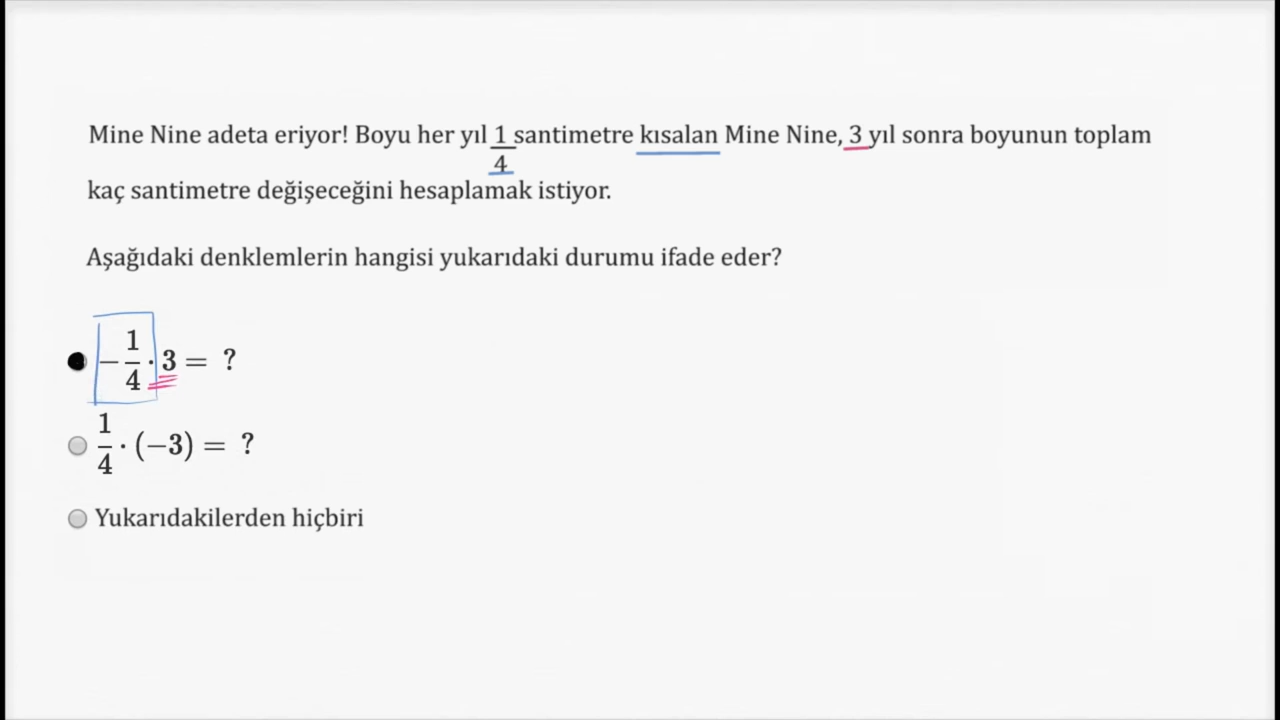 Mine Nine adeta eriyor! Boyu her yıl 1/4 santimetre kısalan Mine Nine, 3 yıl sonra boyunun toplam
kaç santimetre değişeceğini hesaplamak istiyor.
Aşağıdaki denklemlerin hangisi yukarıdaki durumu ifade eder?
−1/4 · 3 = ?
1/4 · (−3) = ?
Yukarıdakilerden hiçbiri